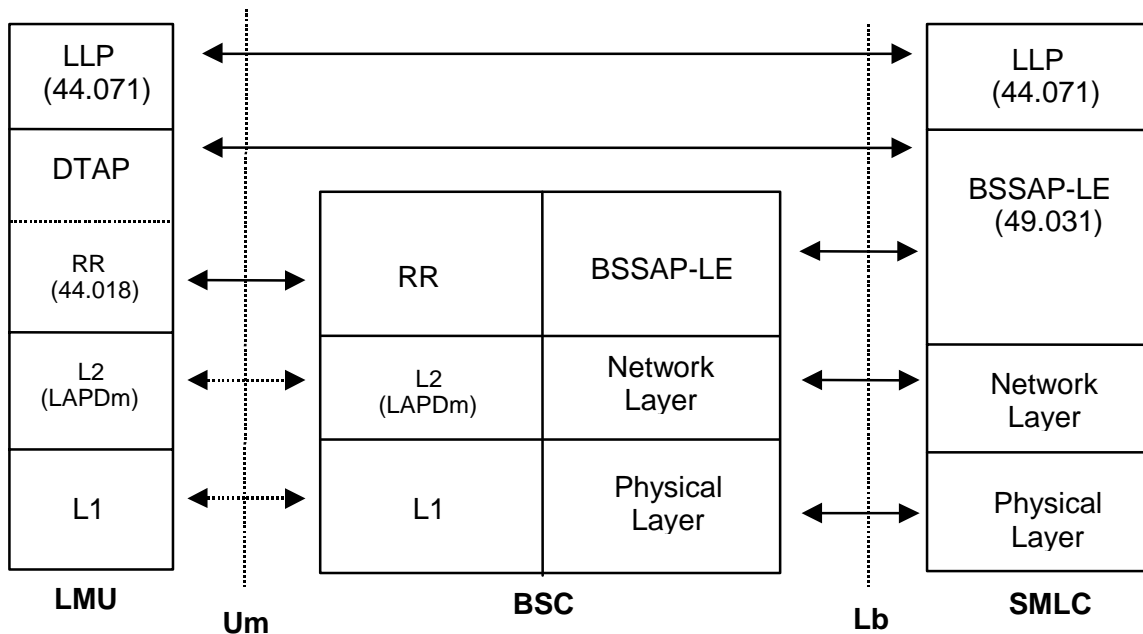 LLP
(44.071)
DTAP
RR
(44.018)
L2
(LAPDm)
L1
LMU
Um
RR
BSSAP-LE
L2
(LAPDm)
Network
Layer
L1
Physical
Layer
BSC
Lb
LLP
(44.071)
BSSAP-LE
(49.031)
Network
Layer
Physical
Layer
SMLC